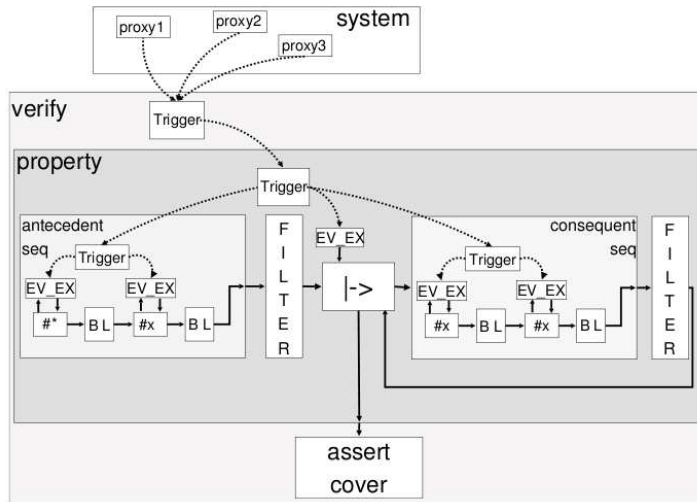 system
proxy1
proxy2
proxy3
verify
Trigger
property
Trigger
antecedent
seq
Trigger
EV_EX
EV_EX
#*
B L
#x
B L
F
I
L
T
E
R
EV_EX
|->
consequent
seq
Trigger
EV_EX
EV_EX
#x
B L
#x
B L
F
I
L
T
E
R
assert
cover